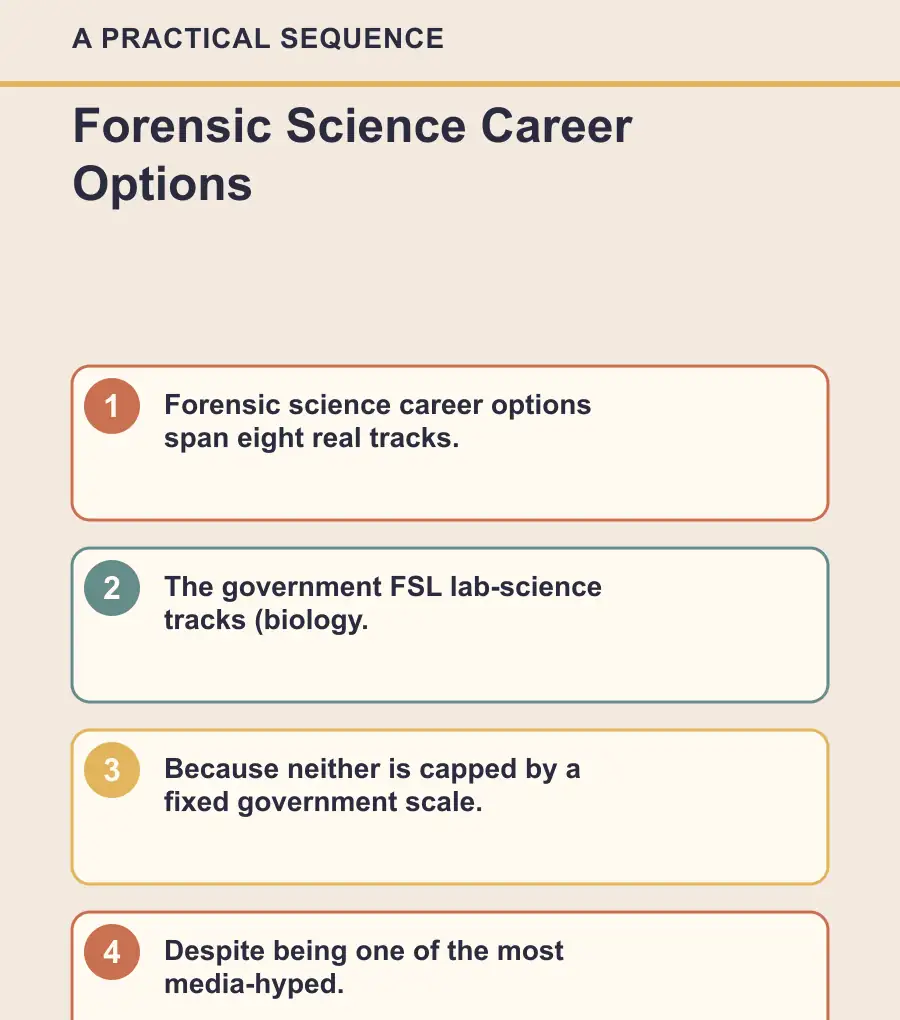 A PRACTICAL SEQUENCE
Forensic Science Career
Options
1
Forensic science career options
span eight real tracks.
2
The government FSL lab-science
tracks (biology.
3
Because neither is capped by a
fixed government scale.
4
Despite being one of the most
media-hyped.